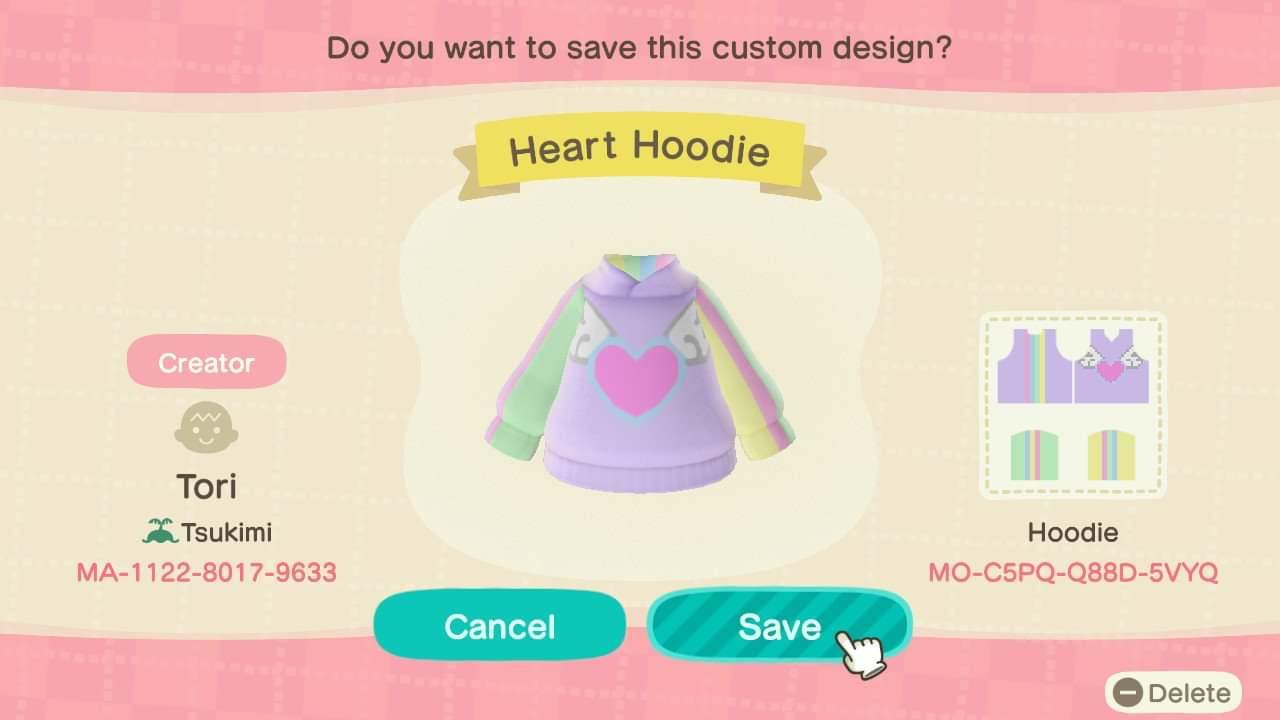 Do you want to save this custom design?
Heart Hoodie
Creator
Tori
Tsukimi
MA-1122-8017-9633
Hoodie
MO-C5PQ-Q88D-5VYQ
Cancel
Save
Delete